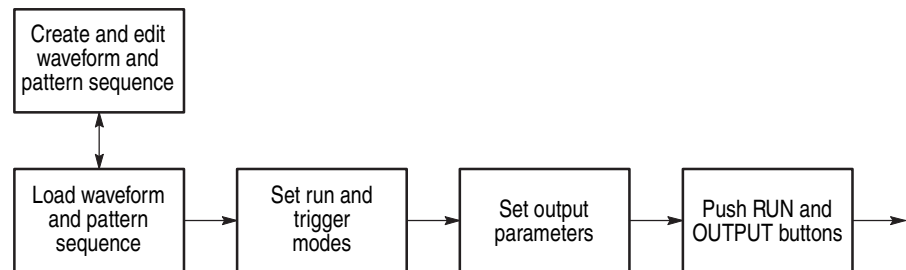 Create and edit
waveform and
pattern sequence
Load waveform
and pattern
sequence
Set run and
trigger
modes
Set output
parameters
Push RUN and
OUTPUT buttons